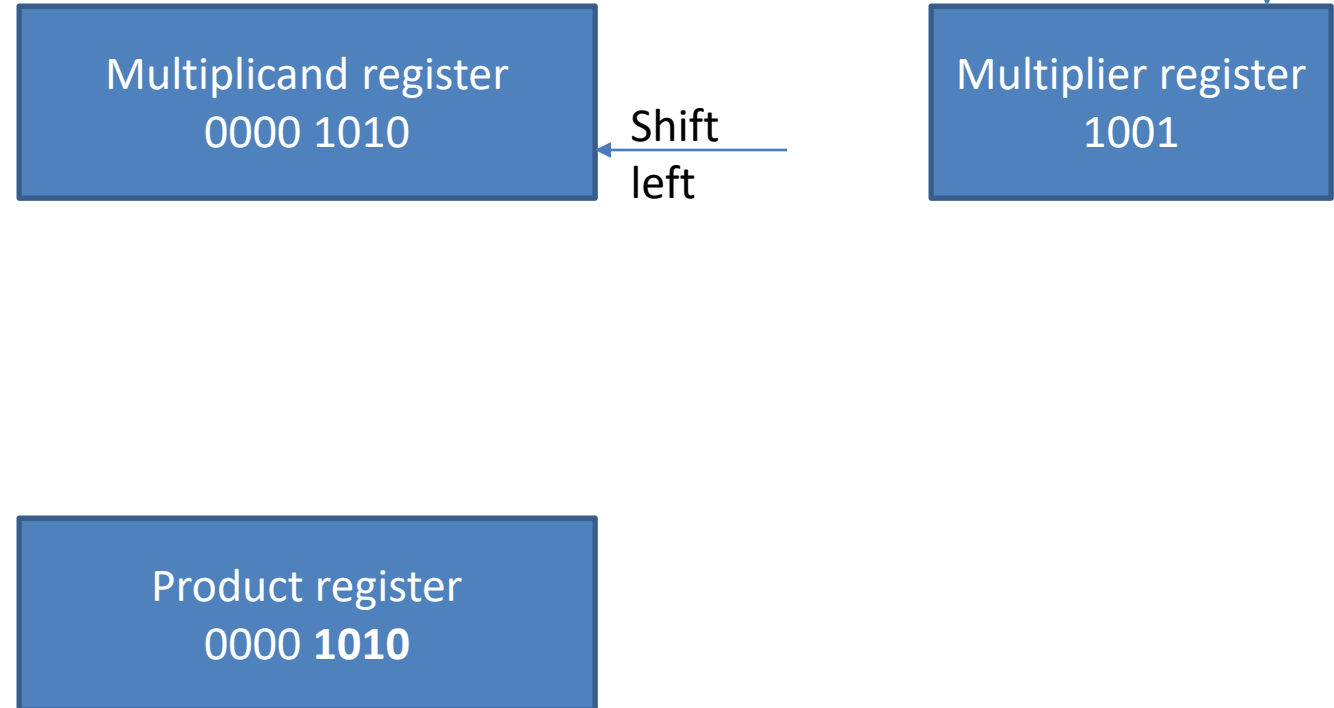 Multiplicand register
0000 1010
Shift
left
Multiplier register
1001
Product register
0000 1010